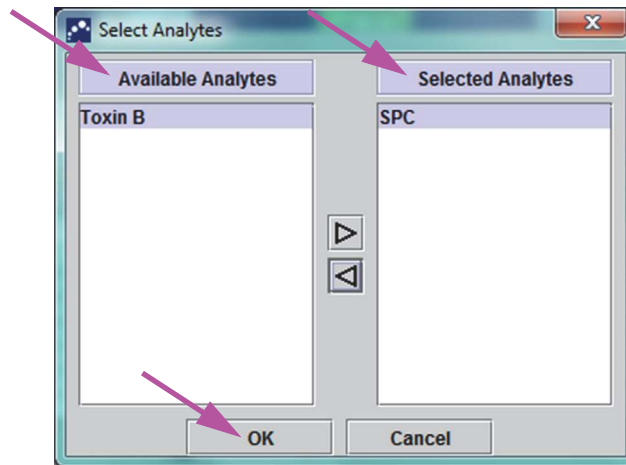 Select Analytes
Available Analytes
Selected Analytes
Toxin B
SPC
OK
Cancel